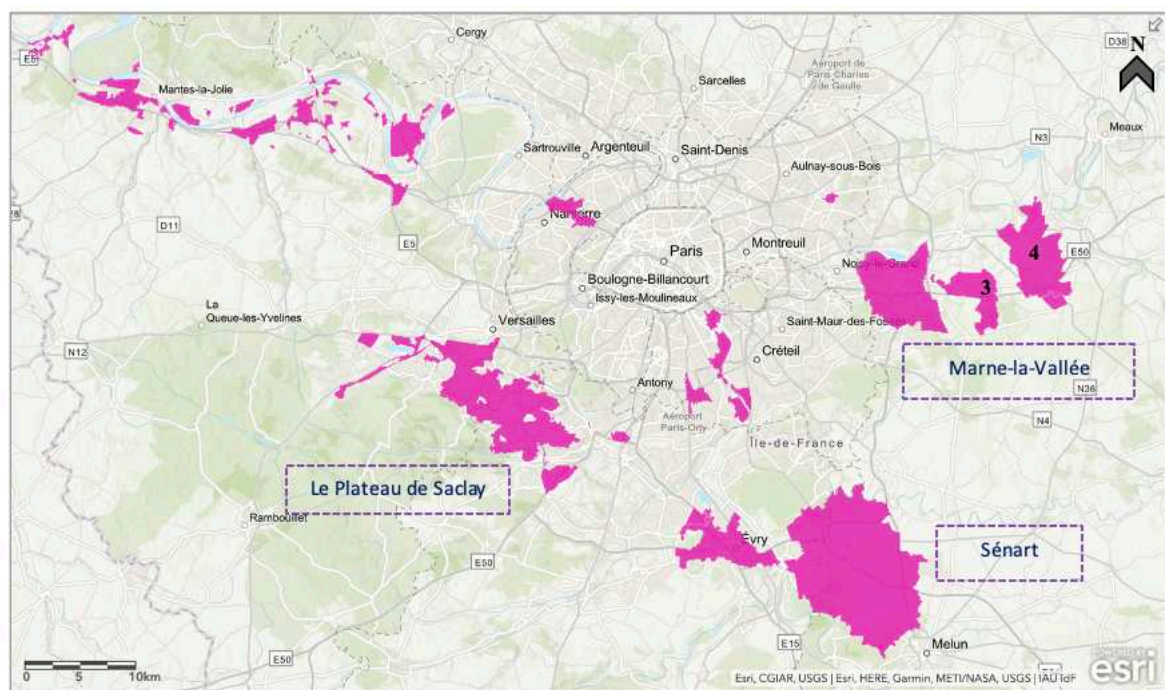 Cergy
D38
N
E5
Mantes-la-Jolie
Sarcelles
Aéroport de
Paris-Charles
de Gaulle
N3
Meaux
Sartrouville
Argenteuil
Saint-Denis
Aulnay-sous-Bois
D11
Nanterre
E5
Paris
Montreuil
Noisy-le-Grand
4
E50
3
Boulogne-Billancourt
Issy-les-Moulineaux
La
Queue-les-Yvelines
Versailles
Saint-Maur-des-Fossés
N12
Créteil
Marne-la-Vallée
N36
Antony
Aéroport
Paris-Orly
N4
Île-de-France
Le Plateau de Saclay
Rambouillet
Évry
Sénart
E50
E15
Melun
E50
0 5 10km
Esri, CGIAR, USGS | Esri, HERE, Garmin, METI/NASA, USGS | IAU IdF
POWERED BY
esri